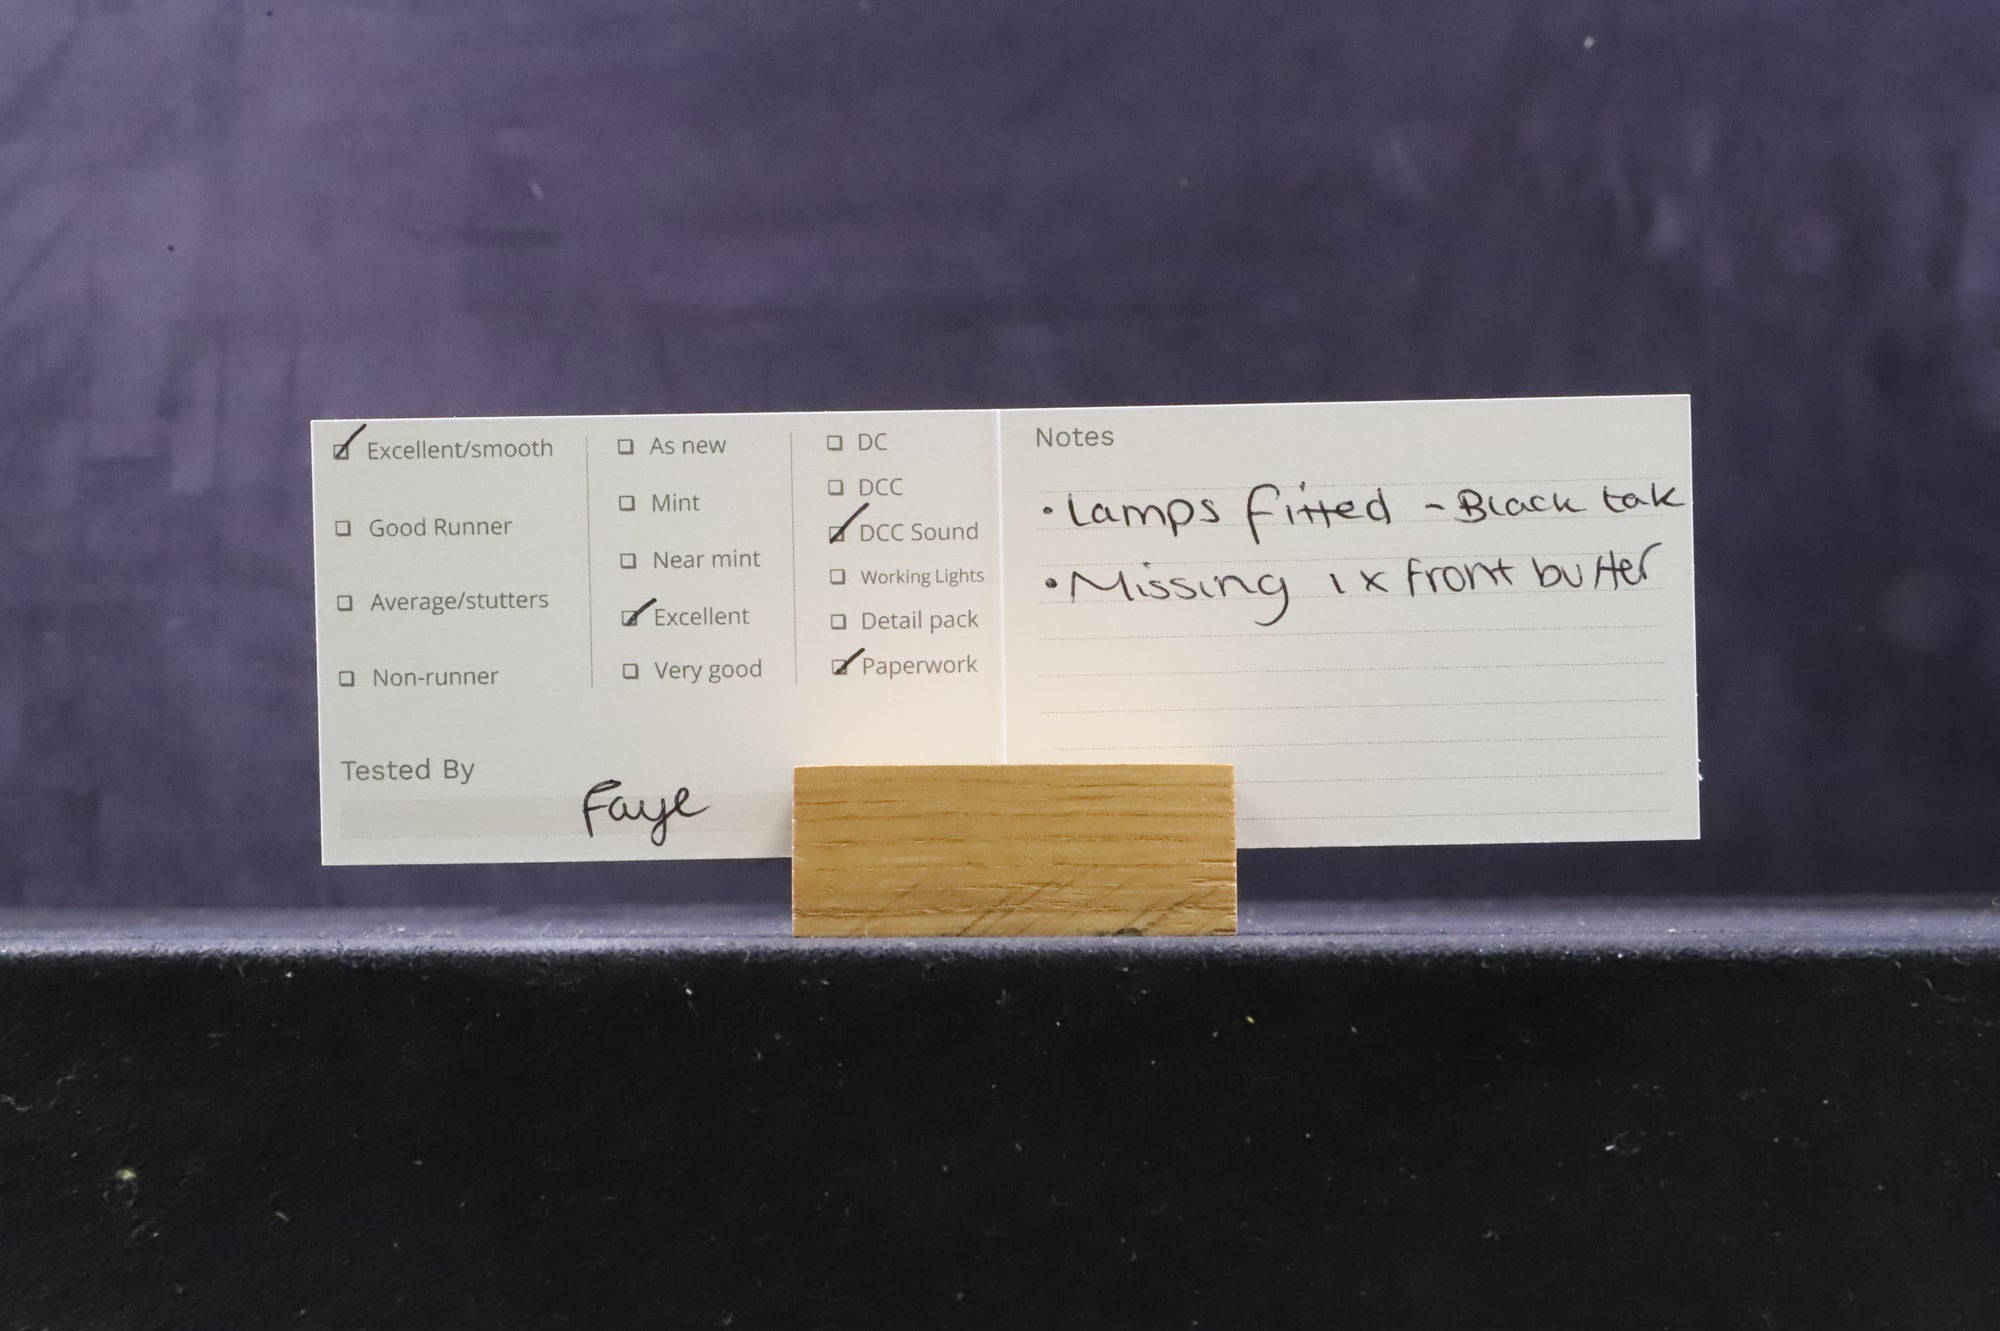 Excellent/smooth
Good Runner
Average/stutters
Non-runner
As new
Mint
Near mint
Excellent
Very good
DC
DCC
DCC Sound
Working Lights
Detail pack
Paperwork
Tested By
Faye
Notes
• Lamps fitted - Black tak
• Missing 1 x front buffer